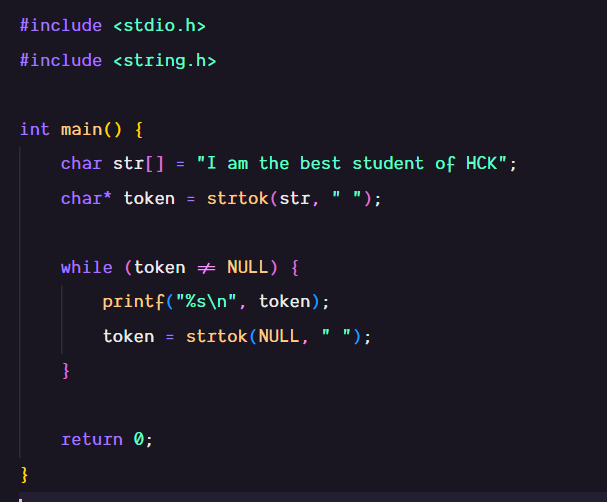 #include <stdio.h>
#include <string.h>
int main() {
char str[] = "I am the best student of HCK";
char* token = strtok(str, " ");
while (token ≠ NULL) {
printf("%s\n", token);
token = strtok(NULL, " ");
}
return 0;
}